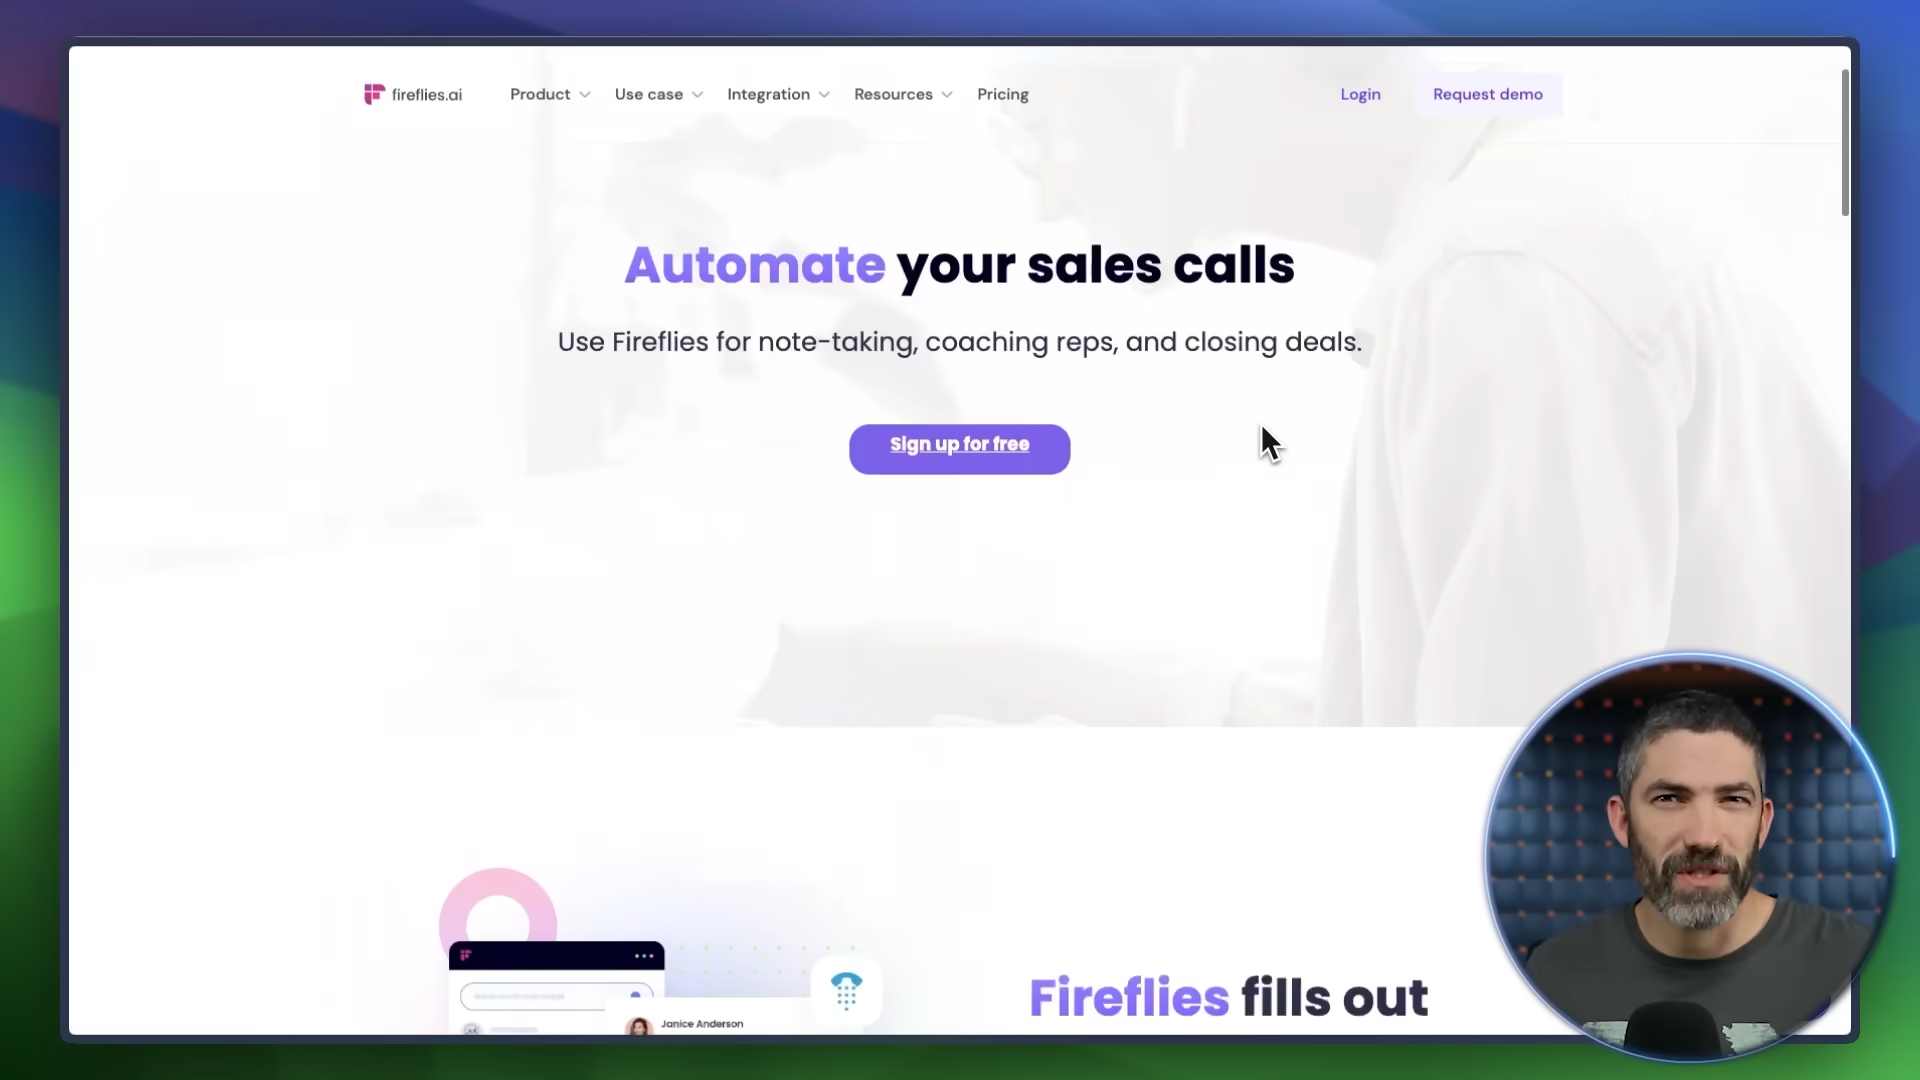 fireflies.ai Product Use case Integration Resources Pricing Login Request demo
Automate your sales calls
Use Fireflies for note-taking, coaching reps, and closing deals.
Sign up for free
Janice Anderson
Fireflies fills out